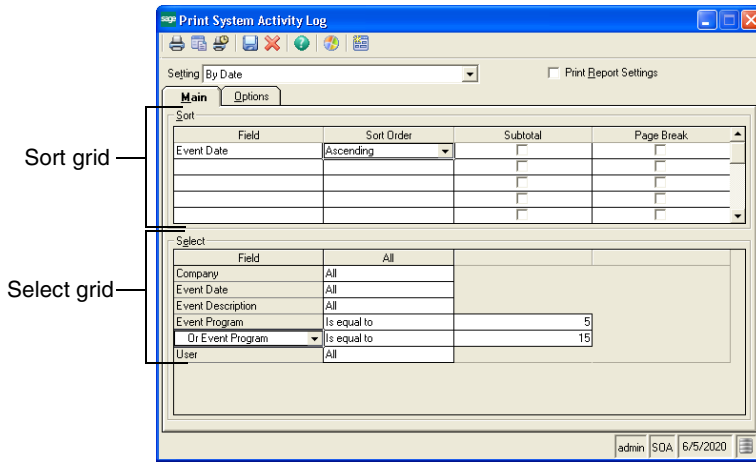 sage Print System Activity Log
Setting By Date Print Report Settings
Main Options
Sort
Field Sort Order Subtotal Page Break
Event Date Ascending
Sort grid
Select
Field All
Company All
Event Date All
Select grid
Event Description All
Event Program Is equal to 5
Or Event Program Is equal to 15
User All
admin SOA 6/5/2020